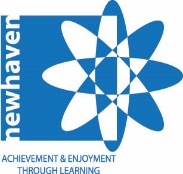 newhaven
ACHIEVEMENT & ENJOYMENT
THROUGH LEARNING